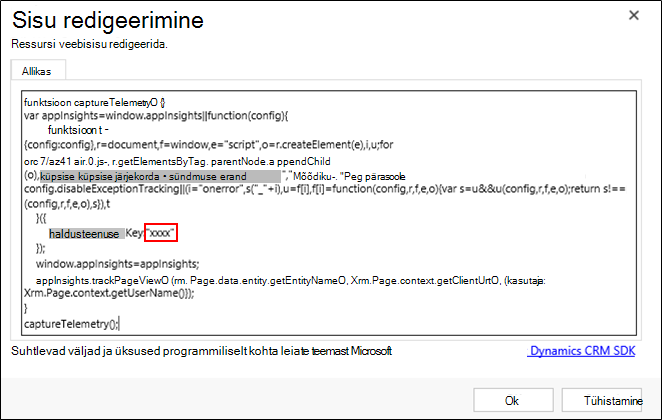 Sisu redigeerimine
Ressursi veebisisu redigeerida.
Allikas
funktsioon captureTelemetryO {}
var appInsights=window.appInsights||function(config){
funktsioon t -
{config:config},r=document,f=window,e="script",o=r.createElement(e),i,u;for
orc 7/az41 air.0.js-, r.getElementsByTag. parentNode.a ppendChild
(o),küpsise küpsise järjekorda • sündmuse erand ","Mõõdiku-. "Peg pärasoole
config.disableExceptionTracking||(i="onerror",s("_"+i),u=f[i],f[i]=function(config,r,f,e,o){var s=u&&u(config,r,f,e,o);return s!==
(config,r,f,e,o),s}),t
}({
haldusteenuse Key:"xxxx"
});
window.appInsights=appInsights;
appInsights.trackPageViewO (rm. Page.data.entity.getEntityNameO, Xrm.Page.context.getClientUrtO, (kasutaja:
Xrm.Page.context.getUserName()});
}
captureTelemetry();
Suhtlevad väljad ja üksused programmiliselt kohta leiate teemast Microsoft Dynamics CRM SDK
Ok Tühistamine